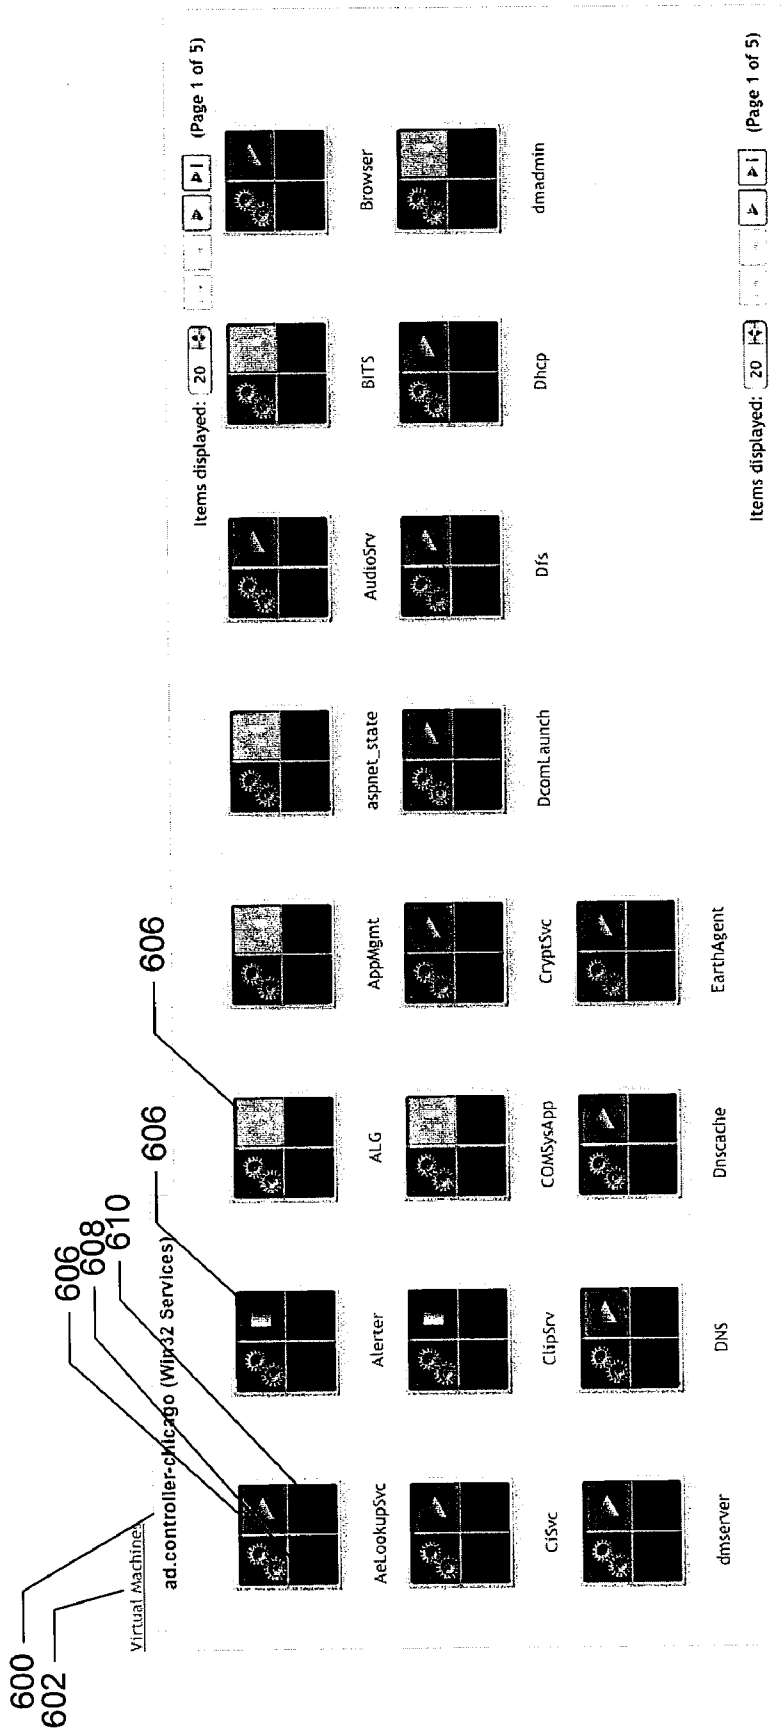 600
602
606
608
610
606
606
Virtual Machines
ad.controller-chicago (Win32 Services)
Items displayed: 20 (Page 1 of 5)
AeLookupSvc Alerter ALG AppMgmt aspnet_state AudioSrv BITS Browser
CiSvc ClipSrv COMSysApp CryptSvc DcomLaunch Dfs Dhcp dmadmin
dmserver DNS Dnscache EarthAgent
Items displayed: 20 (Page 1 of 5)